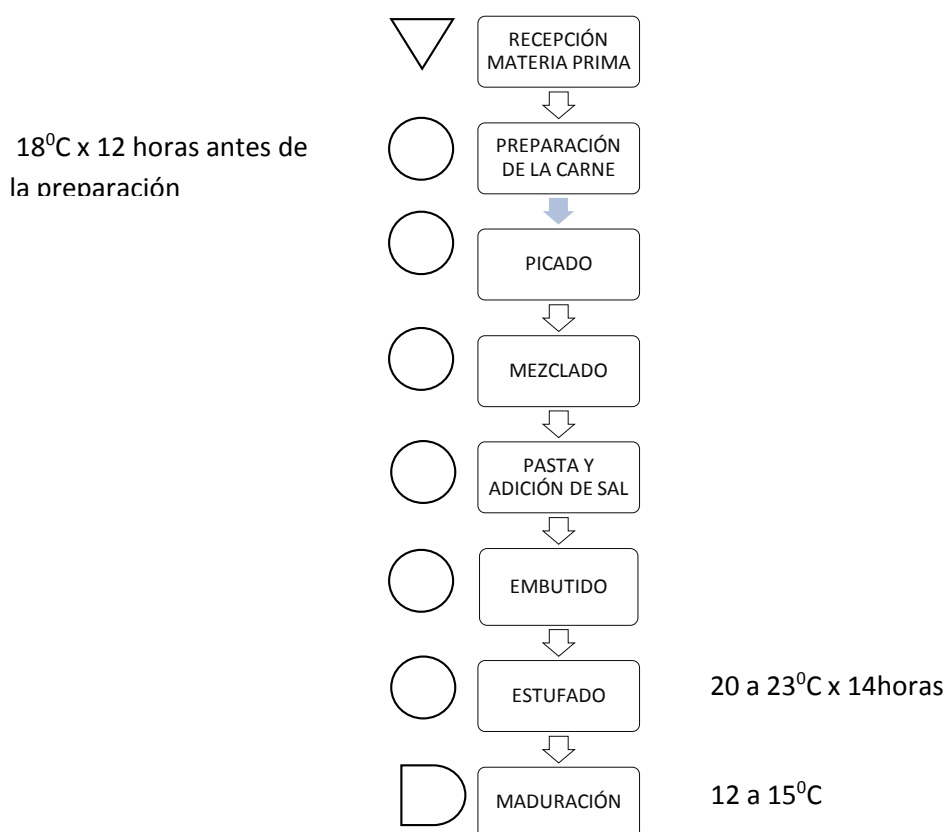 RECEPCIÓN
MATERIA PRIMA
18⁰C x 12 horas antes de
la preparación
PREPARACIÓN
DE LA CARNE
PICADO
MEZCLADO
PASTA Y
ADICIÓN DE SAL
EMBUTIDO
ESTUFADO
20 a 23⁰C x 14horas
MADURACIÓN
12 a 15⁰C